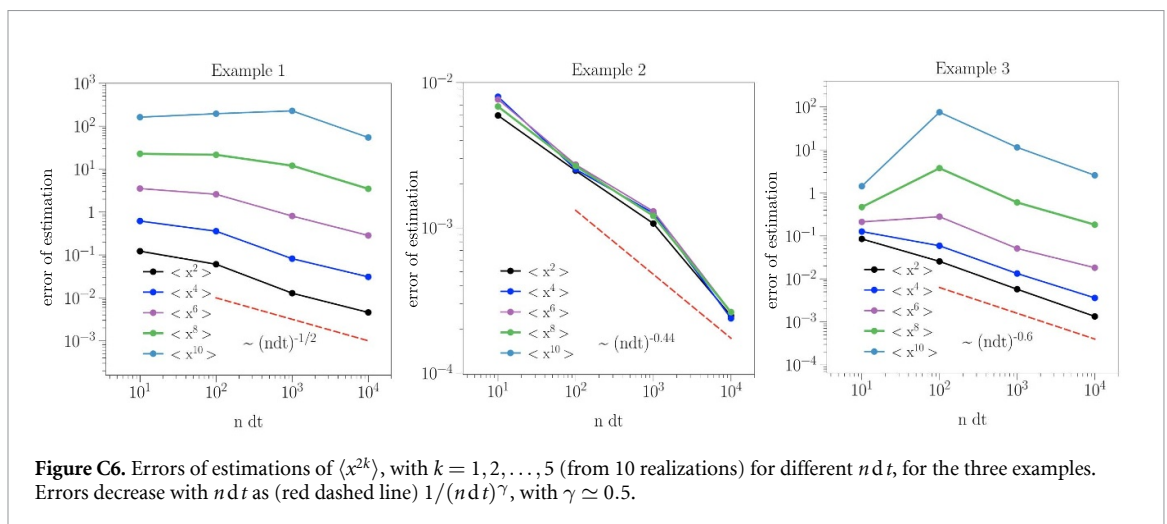 Example 1
10³
10²
10¹
1
10⁻¹
10⁻²
10⁻³
error of estimation
< x² >
< x⁴ >
< x⁶ >
< x⁸ >
< x¹⁰ >
~ (ndt)⁻¹/²
10¹ 10² 10³ 10⁴
n dt
Example 2
10⁻²
10⁻³
10⁻⁴
error of estimation
< x² >
< x⁴ >
< x⁶ >
< x⁸ >
< x¹⁰ >
~ (ndt)⁻⁰·⁴⁴
10¹ 10² 10³ 10⁴
n dt
Example 3
10²
10¹
1
10⁻¹
10⁻²
10⁻³
10⁻⁴
error of estimation
< x² >
< x⁴ >
< x⁶ >
< x⁸ >
< x¹⁰ >
~ (ndt)⁻⁰·⁶
10¹ 10² 10³ 10⁴
n dt
Figure C6. Errors of estimations of ⟨x²ᵏ⟩, with k = 1, 2, . . . , 5 (from 10 realizations) for different n d t, for the three examples.
Errors decrease with n d t as (red dashed line) 1/(n d t)ᵞ, with γ ≃ 0.5.